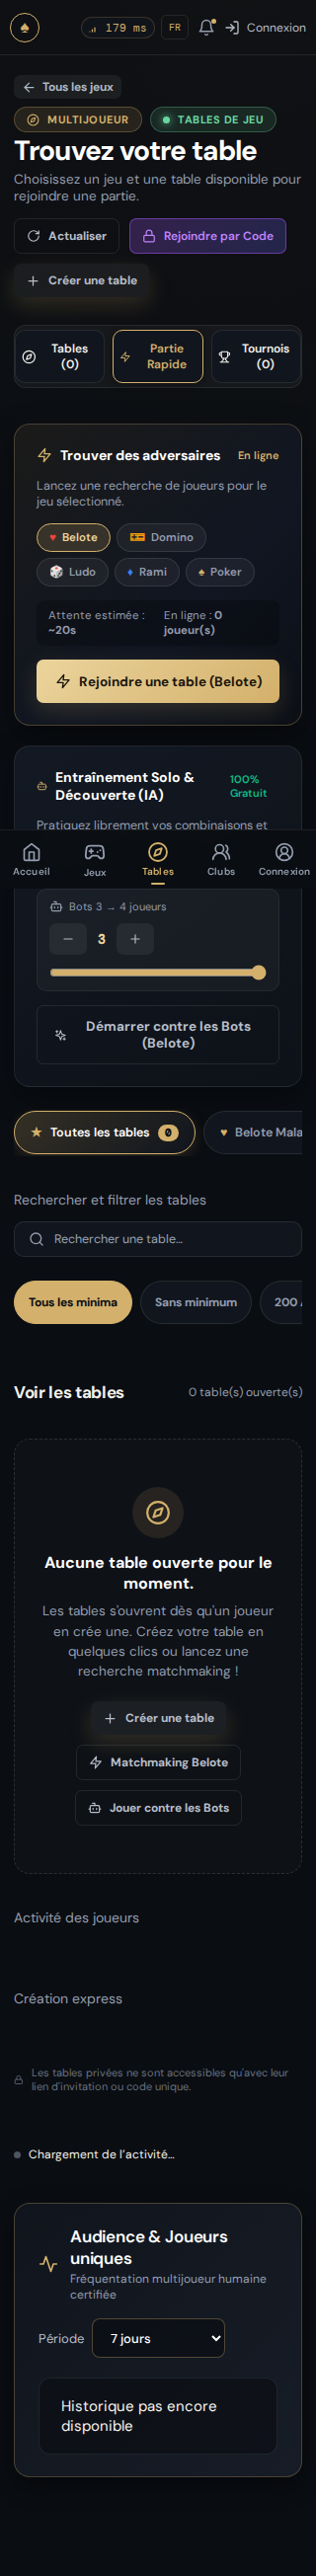 179 ms
FR
Connexion
Tous les jeux
MULTIJOUEUR
TABLES DE JEU
Trouvez votre table
Choisissez un jeu et une table disponible pour
rejoindre une partie.
Actualiser
Rejoindre par Code
Créer une table
Tables
(0)
Partie
Rapide
Tournois
(0)
Trouver des adversaires
En ligne
Lancez une recherche de joueurs pour le
jeu sélectionné.
Belote
Domino
Ludo
Rami
Poker
Attente estimée :
~20s
En ligne : 0
joueur(s)
Rejoindre une table (Belote)
Entraînement Solo &
Découverte (IA)
100%
Gratuit
Pratiquez librement vos combinaisons et
Accueil
Jeux
Tables
Clubs
Connexion
Bots 3 → 4 joueurs
3
Démarrer contre les Bots
(Belote)
Toutes les tables 0
Belote Mala
Rechercher et filtrer les tables
Rechercher une table...
Tous les minima
Sans minimum
200
Voir les tables
0 table(s) ouverte(s)
Aucune table ouverte pour le
moment.
Les tables s'ouvrent dès qu'un joueur
en crée une. Créez votre table en
quelques clics ou lancez une
recherche matchmaking !
Créer une table
Matchmaking Belote
Jouer contre les Bots
Activité des joueurs
Création express
Les tables privées ne sont accessibles qu'avec leur
lien d'invitation ou code unique.
Chargement de l'activité...
Audience & Joueurs
uniques
Fréquentation multijoueur humaine
certifiée
Période
7 jours
Historique pas encore
disponible